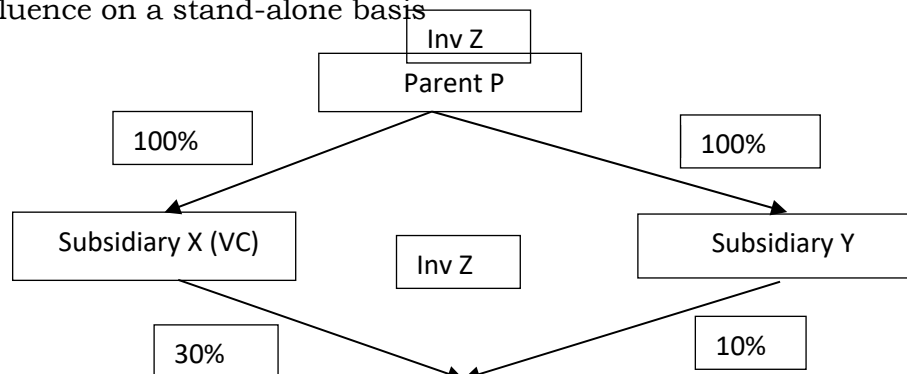 luence on a stand-alone basis
Inv Z
Parent P
100%
100%
Subsidiary X (VC)
Subsidiary Y
Inv Z
30%
10%